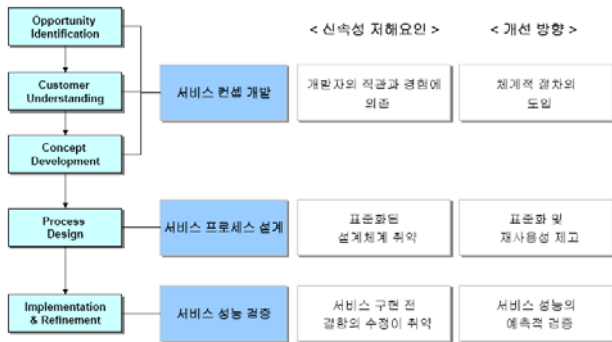 Opportunity
Identification
< 신속성 저해요인 >
< 개선 방향 >
Customer
Understanding
서비스 컨셉 개발
개발자의 직관과 경험에
의존
체계적 절차의
도입
Concept
Development
Process
Design
서비스 프로세스 설계
표준화된
설계체계 취약
표준화 및
재사용성 제고
Implementation
& Refinement
서비스 성능 검증
서비스 구현 전
결함의 수정이 취약
서비스 성능의
예측적 검증